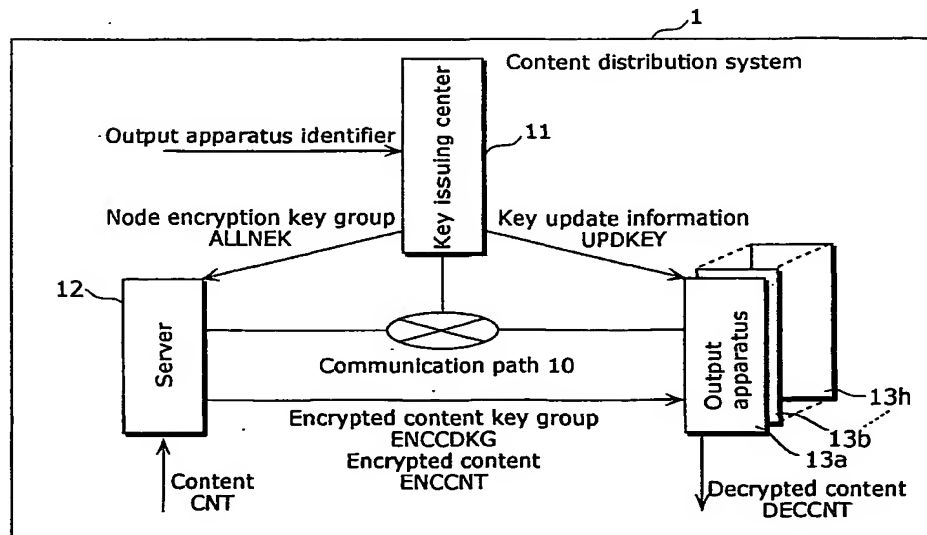 1
Content distribution system
Key issuing center
11
Output apparatus identifier
Node encryption key group
ALLNEK
Key update information
UPDKEY
12
Server
Communication path 10
Output
apparatus
13h
13b
13a
Encrypted content key group
ENCCDKG
Encrypted content
ENCCNT
Content
CNT
Decrypted content
DECCNT